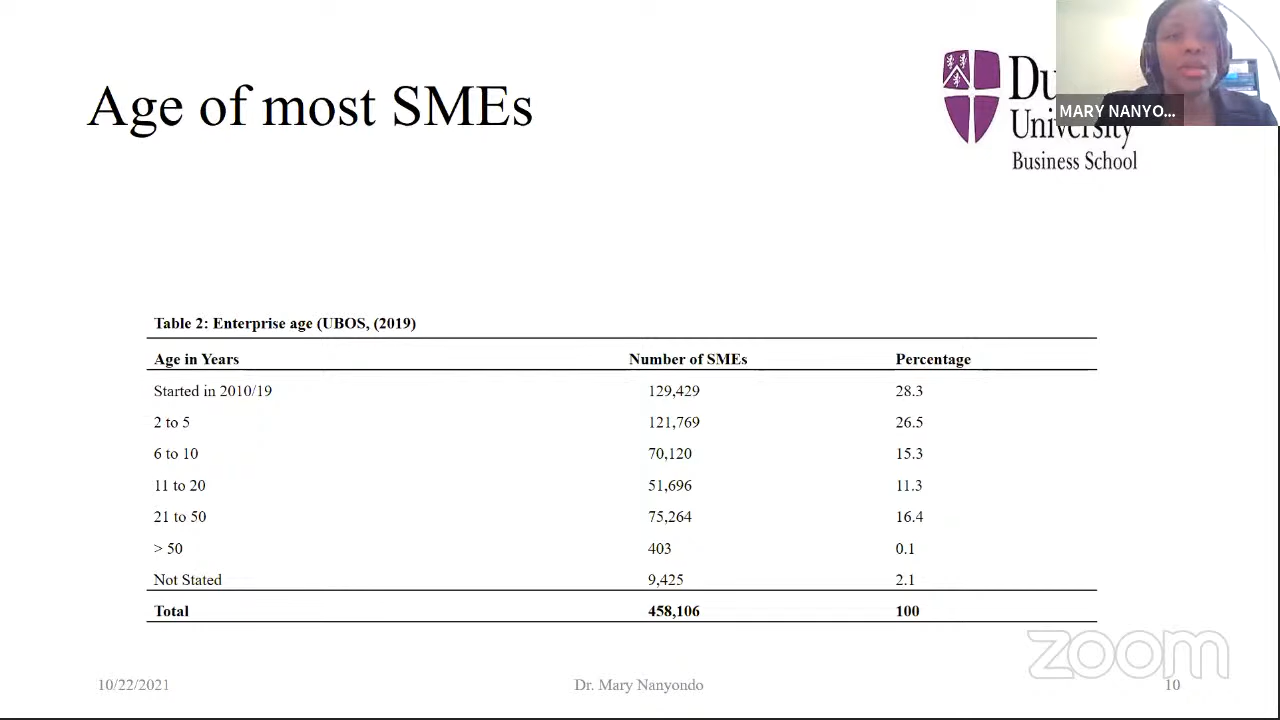 Age of most SMEs
University
Business School
MARY NANYO...
Table 2: Enterprise age (UBOS, (2019)
Age in Years Number of SMEs Percentage
Started in 2010/19 129,429 28.3
2 to 5 121,769 26.5
6 to 10 70,120 15.3
11 to 20 51,696 11.3
21 to 50 75,264 16.4
> 50 403 0.1
Not Stated 9,425 2.1
Total 458,106 100
zoom
10/22/2021 Dr. Mary Nanyondo 10